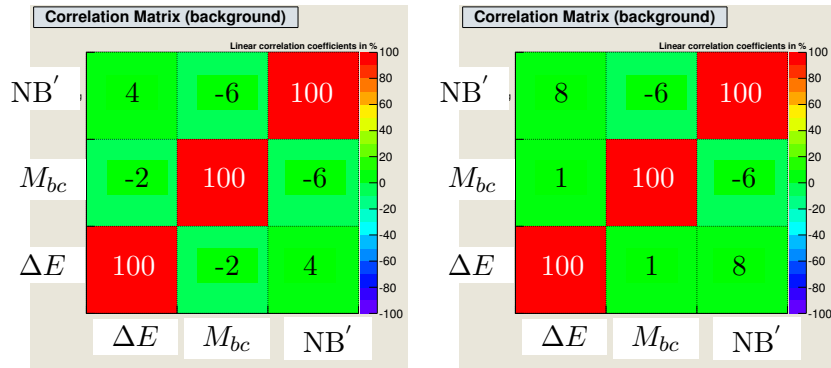 Correlation Matrix (background)
Linear correlation coefficients in %
NB′ 4 -6 100
M_bc -2 100 -6
ΔE 100 -2 4
ΔE M_bc NB′
100
80
60
40
20
0
-20
-40
-60
-80
-100
Correlation Matrix (background)
Linear correlation coefficients in %
NB′ 8 -6 100
M_bc 1 100 -6
ΔE 100 1 8
ΔE M_bc NB′
100
80
60
40
20
0
-20
-40
-60
-80
-100